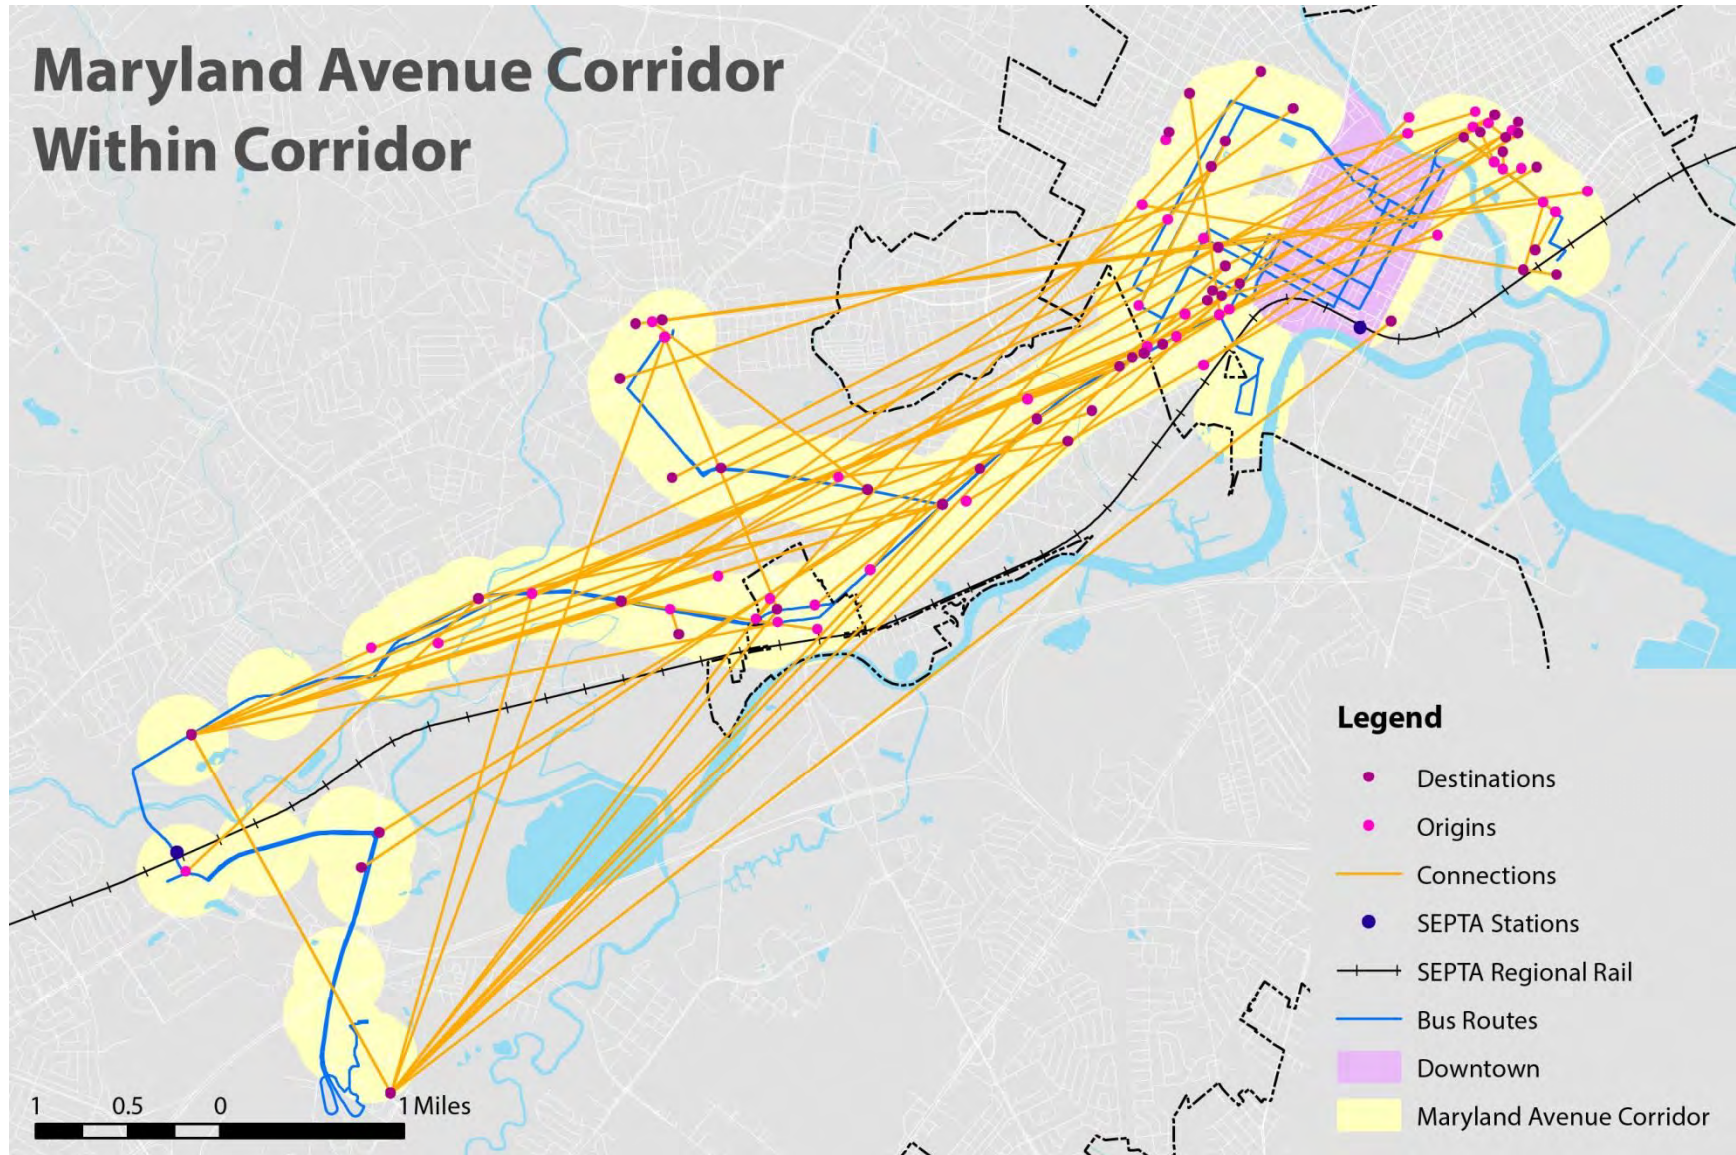 Maryland Avenue Corridor
Within Corridor
Legend
Destinations
Origins
Connections
SEPTA Stations
SEPTA Regional Rail
Bus Routes
Downtown
Maryland Avenue Corridor
1 0.5 0 1 Miles